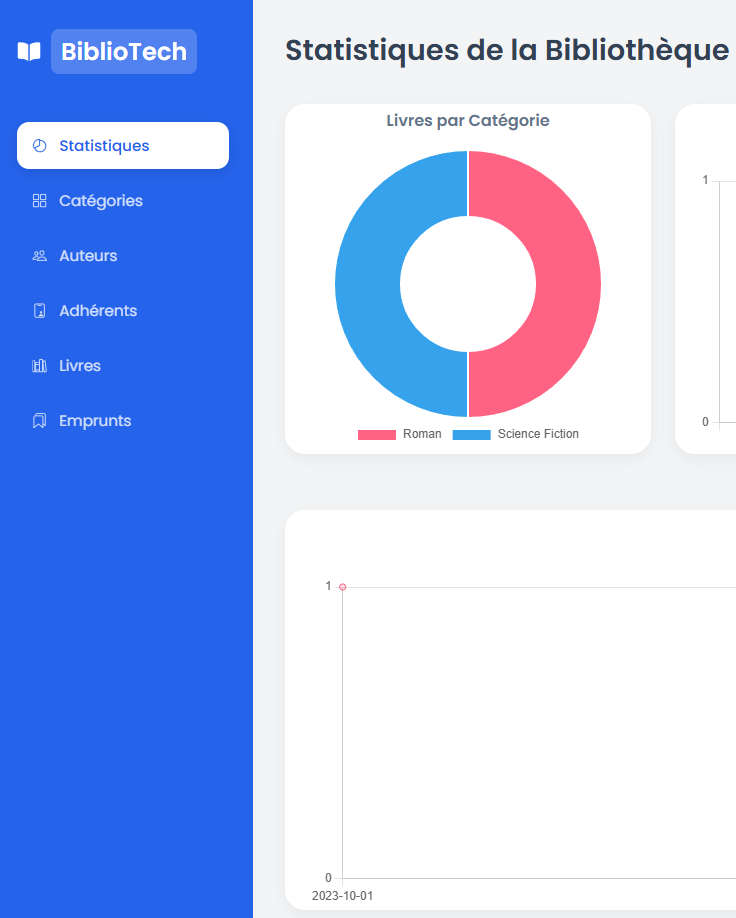 BiblioTech
Statistiques
Catégories
Auteurs
Adhérents
Livres
Emprunts
Statistiques de la Bibliothèque
Livres par Catégorie
Roman Science Fiction
1
0
1
0
2023-10-01